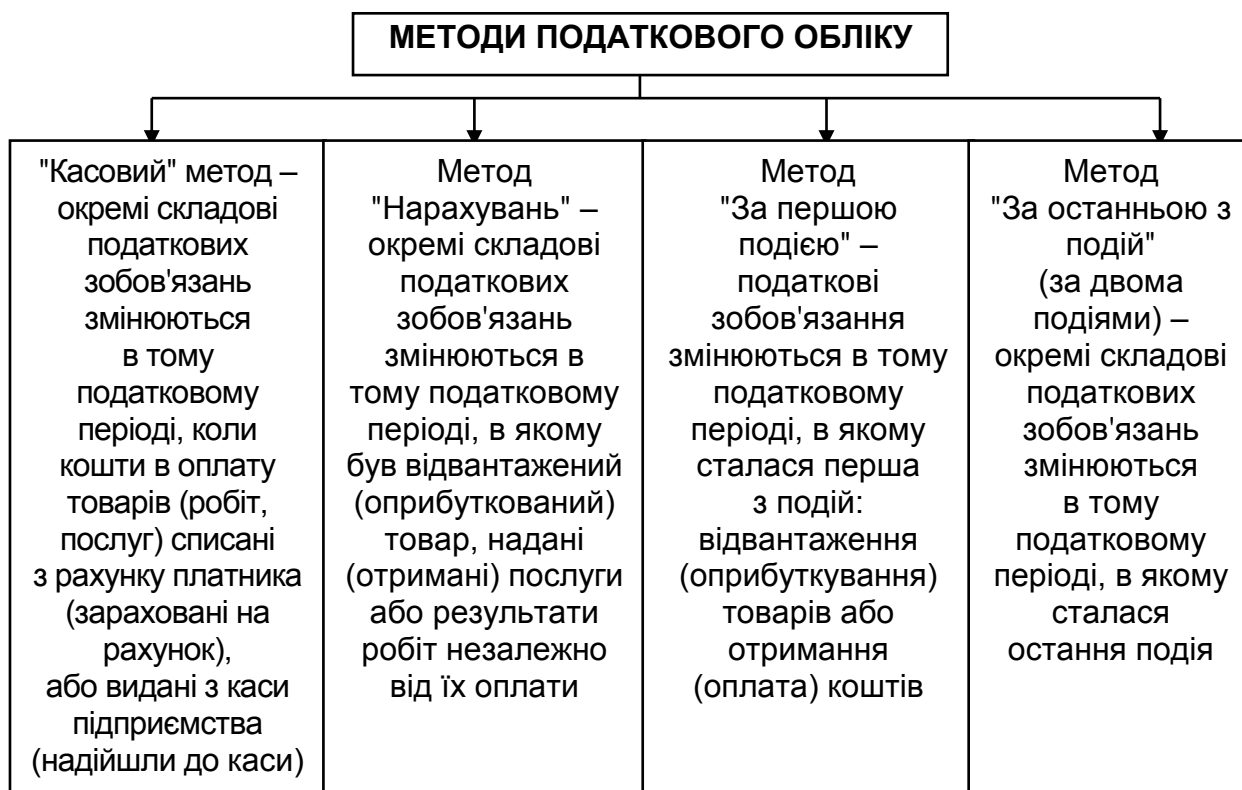 МЕТОДИ ПОДАТКОВОГО ОБЛІКУ
"Касовий" метод –
окремі складові
податкових
зобов'язань
змінюються
в тому
податковому
періоді, коли
кошти в оплату
товарів (робіт,
послуг) списані
з рахунку платника
(зараховані на
рахунок),
або видані з каси
підприємства
(надійшли до каси)
Метод
"Нарахувань" –
окремі складові
податкових
зобов'язань
змінюються в
тому податковому
періоді, в якому
був відвантажений
(оприбуткований)
товар, надані
(отримані) послуги
або результати
робіт незалежно
від їх оплати
Метод
"За першою
подією" –
податкові
зобов'язання
змінюються в тому
податковому
періоді, в якому
сталася перша
з подій:
відвантаження
(оприбуткування)
товарів або
отримання
(оплата) коштів
Метод
"За останньою з
подій"
(за двома
подіями) –
окремі складові
податкових
зобов'язань
змінюються
в тому
податковому
періоді, в якому
сталася
остання подія